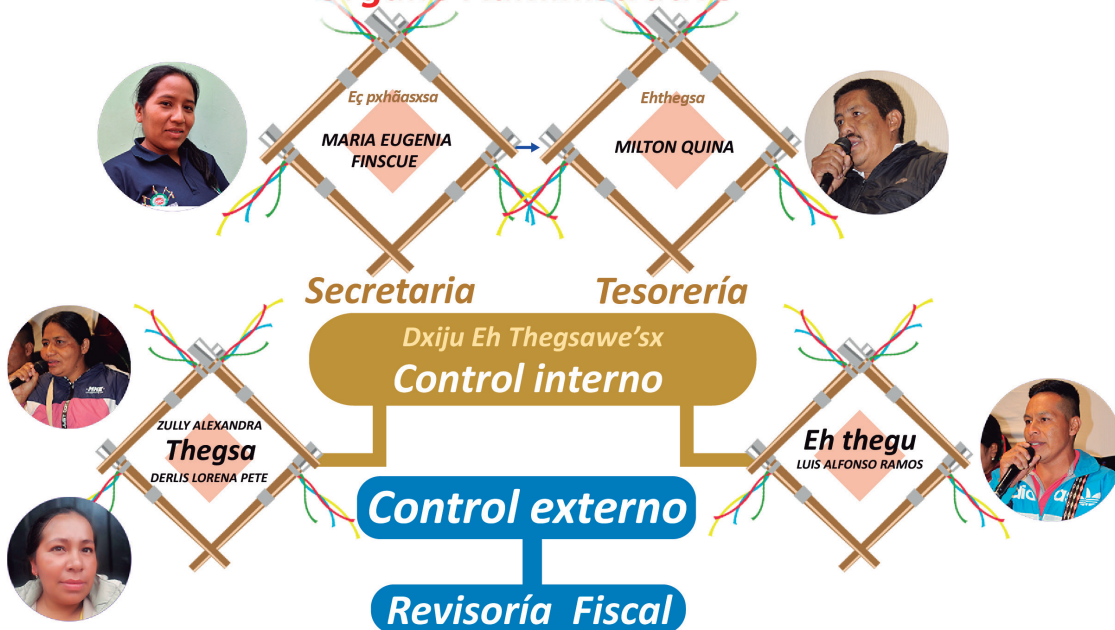 Eç pxhãasxsa
MARIA EUGENIA
FINSCUE
Ehthegsa
MILTON QUINA
Secretaria
Tesorería
Dxiju Eh Thegsawe’sx
Control interno
ZULLY ALEXANDRA
Thegsa
DERLIS LORENA PETE
Eh thegu
LUIS ALFONSO RAMOS
Control externo
Revisoría Fiscal